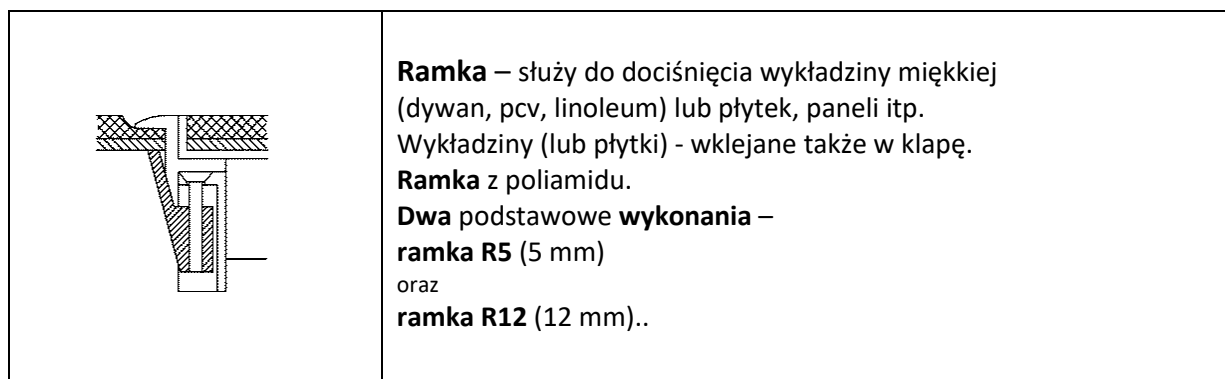 Ramka – służy do dociśnięcia wykładziny miękkiej
(dywan, pcv, linoleum) lub płytek, paneli itp.
Wykładziny (lub płytki) - wklejane także w klapę.
Ramka z poliamidu.
Dwa podstawowe wykonania –
ramka R5 (5 mm)
oraz
ramka R12 (12 mm)..